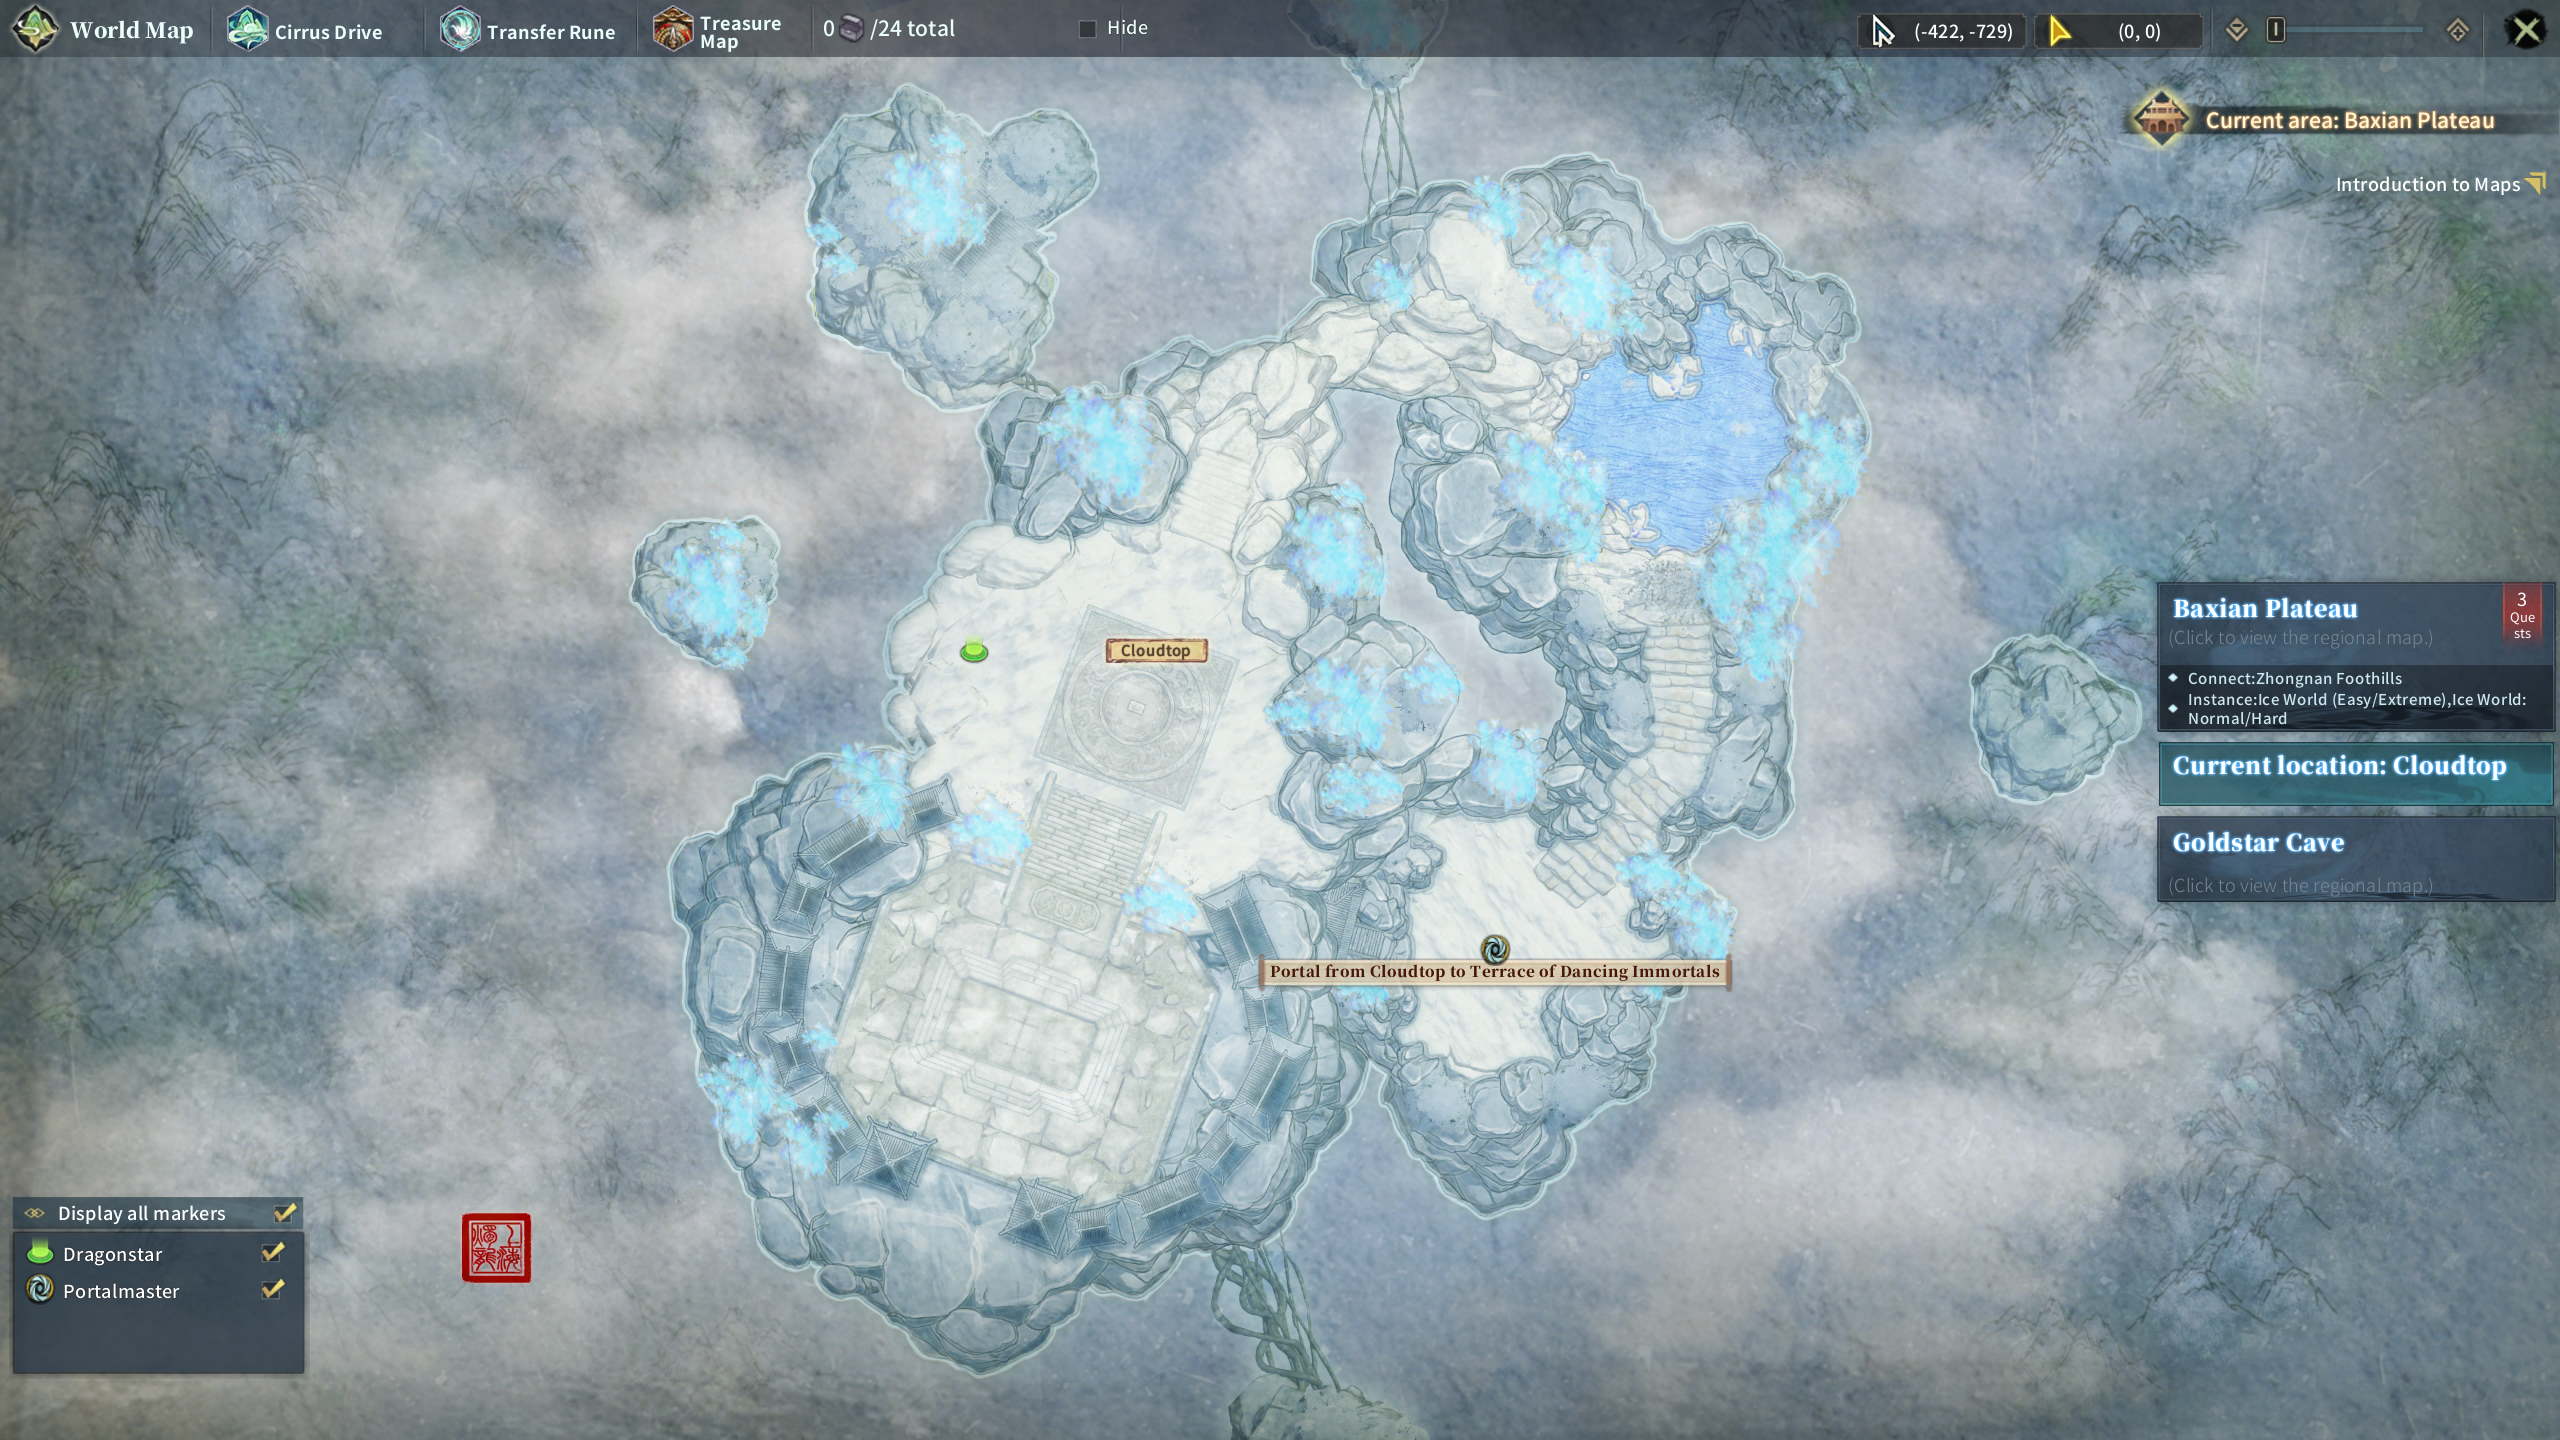 World Map
Cirrus Drive
Transfer Rune
Treasure
Map
0 /24 total
Hide
(-422, -729)
(0, 0)
Current area: Baxian Plateau
Introduction to Maps
Cloudtop
Portal from Cloudtop to Terrace of Dancing Immortals
Baxian Plateau
3
Que
sts
(Click to view the regional map.)
Connect:Zhongnan Foothills
Instance:Ice World (Easy/Extreme),Ice World:
Normal/Hard
Current location: Cloudtop
Goldstar Cave
(Click to view the regional map.)
Display all markers
Dragonstar
Portalmaster